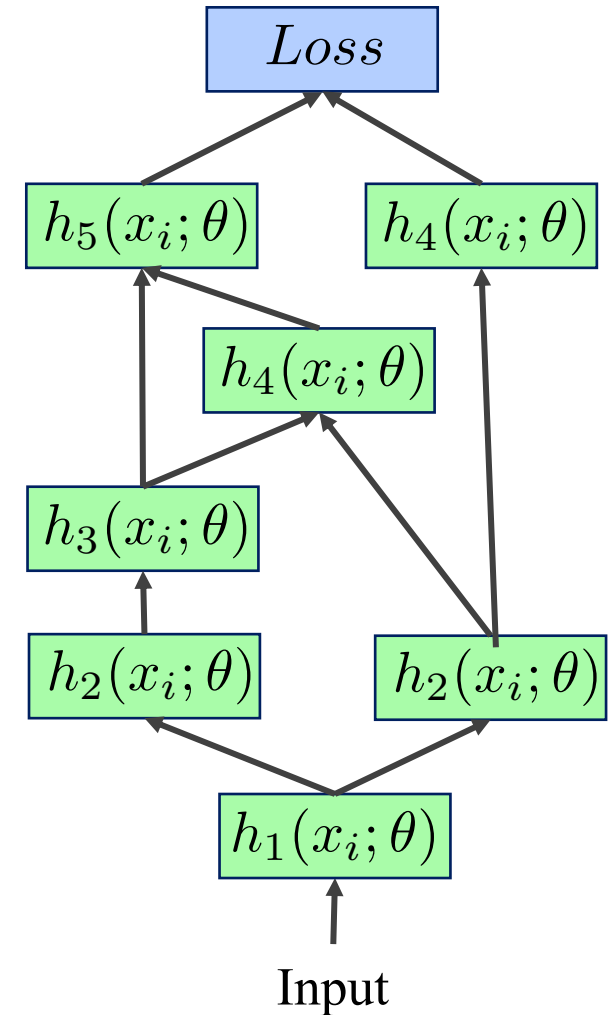 Loss
h₅(xᵢ; θ)
h₄(xᵢ; θ)
h₄(xᵢ; θ)
h₃(xᵢ; θ)
h₂(xᵢ; θ)
h₂(xᵢ; θ)
h₁(xᵢ; θ)
Input